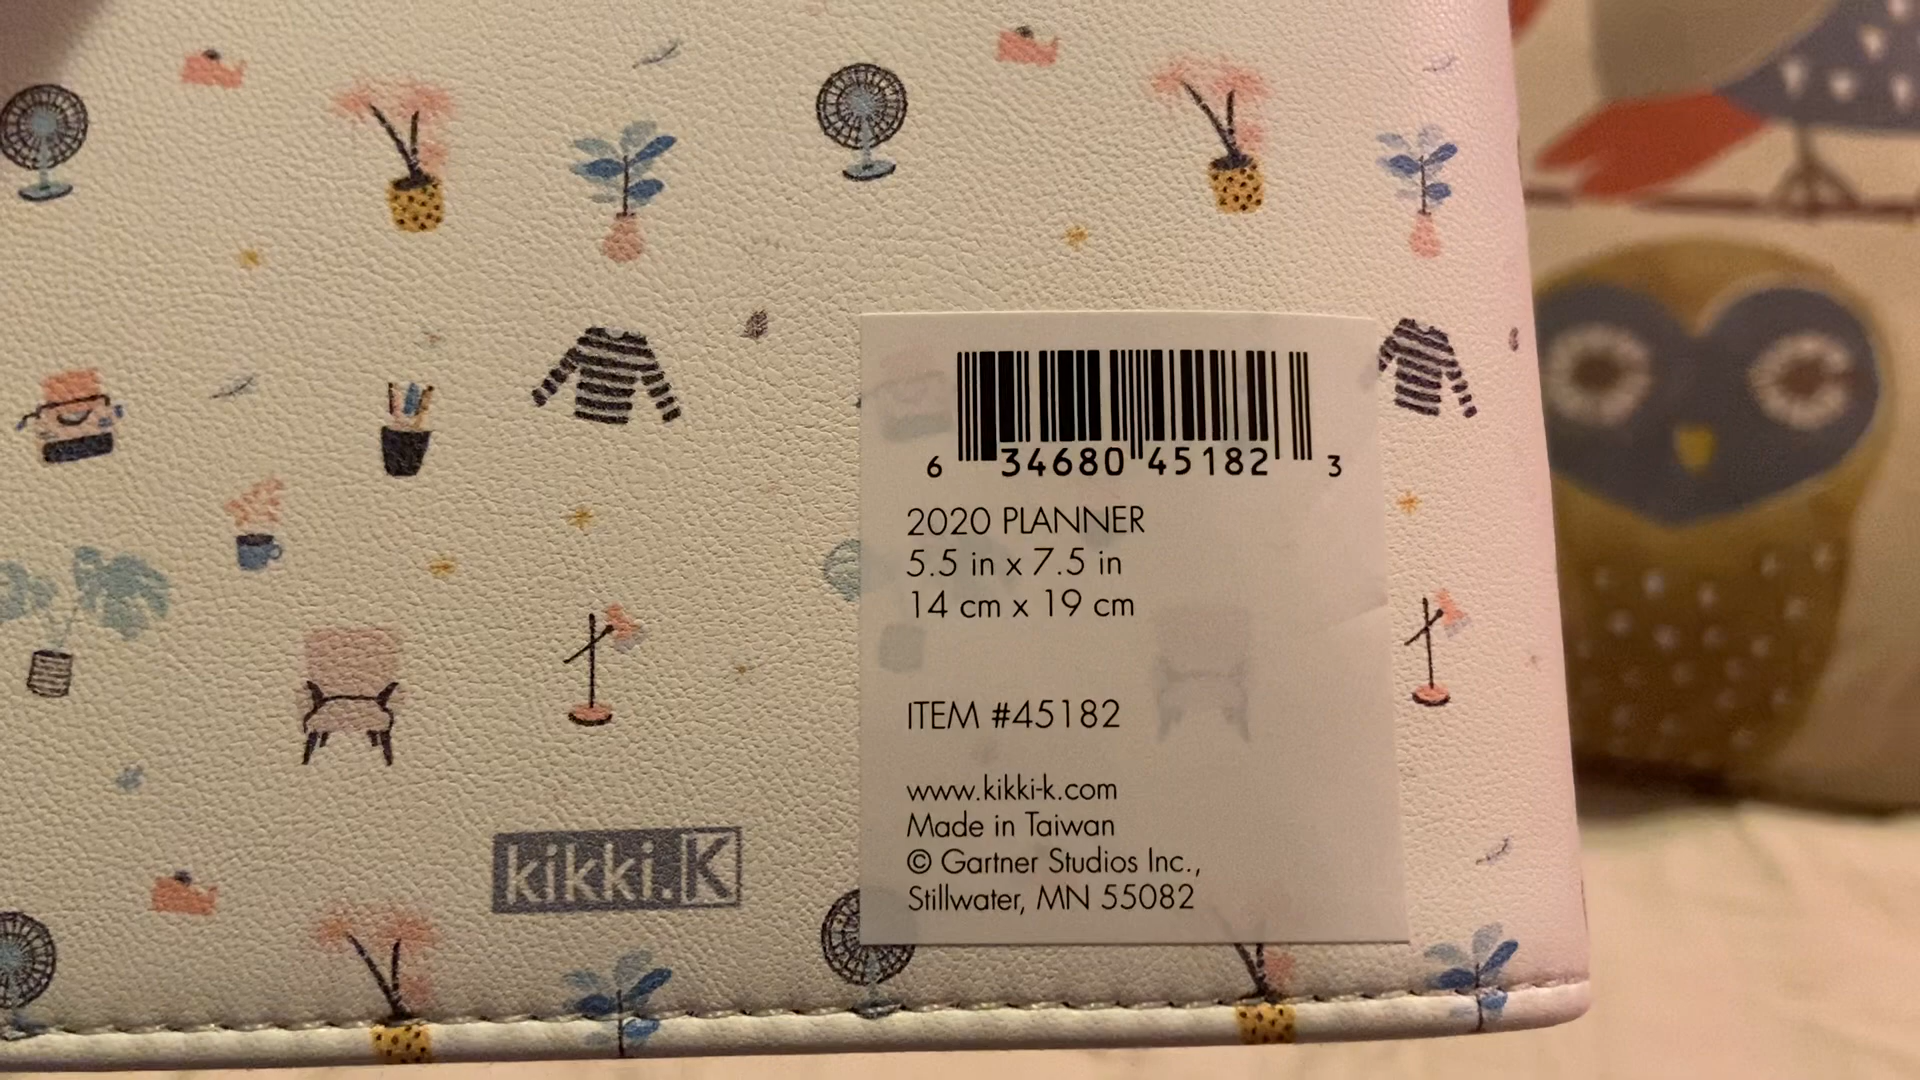 6 34680 45182 3
2020 PLANNER
5.5 in x 7.5 in
14 cm x 19 cm
ITEM #45182
www.kikki-k.com
Made in Taiwan
© Gartner Studios Inc.,
Stillwater, MN 55082
kikki.K